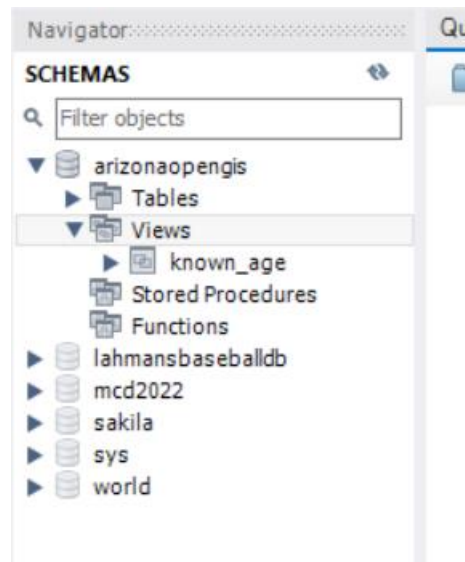 Navigator
Qu
SCHEMAS
Filter objects
arizonaopengis
Tables
Views
known_age
Stored Procedures
Functions
lahmansbaseballdb
mcd2022
sakila
sys
world